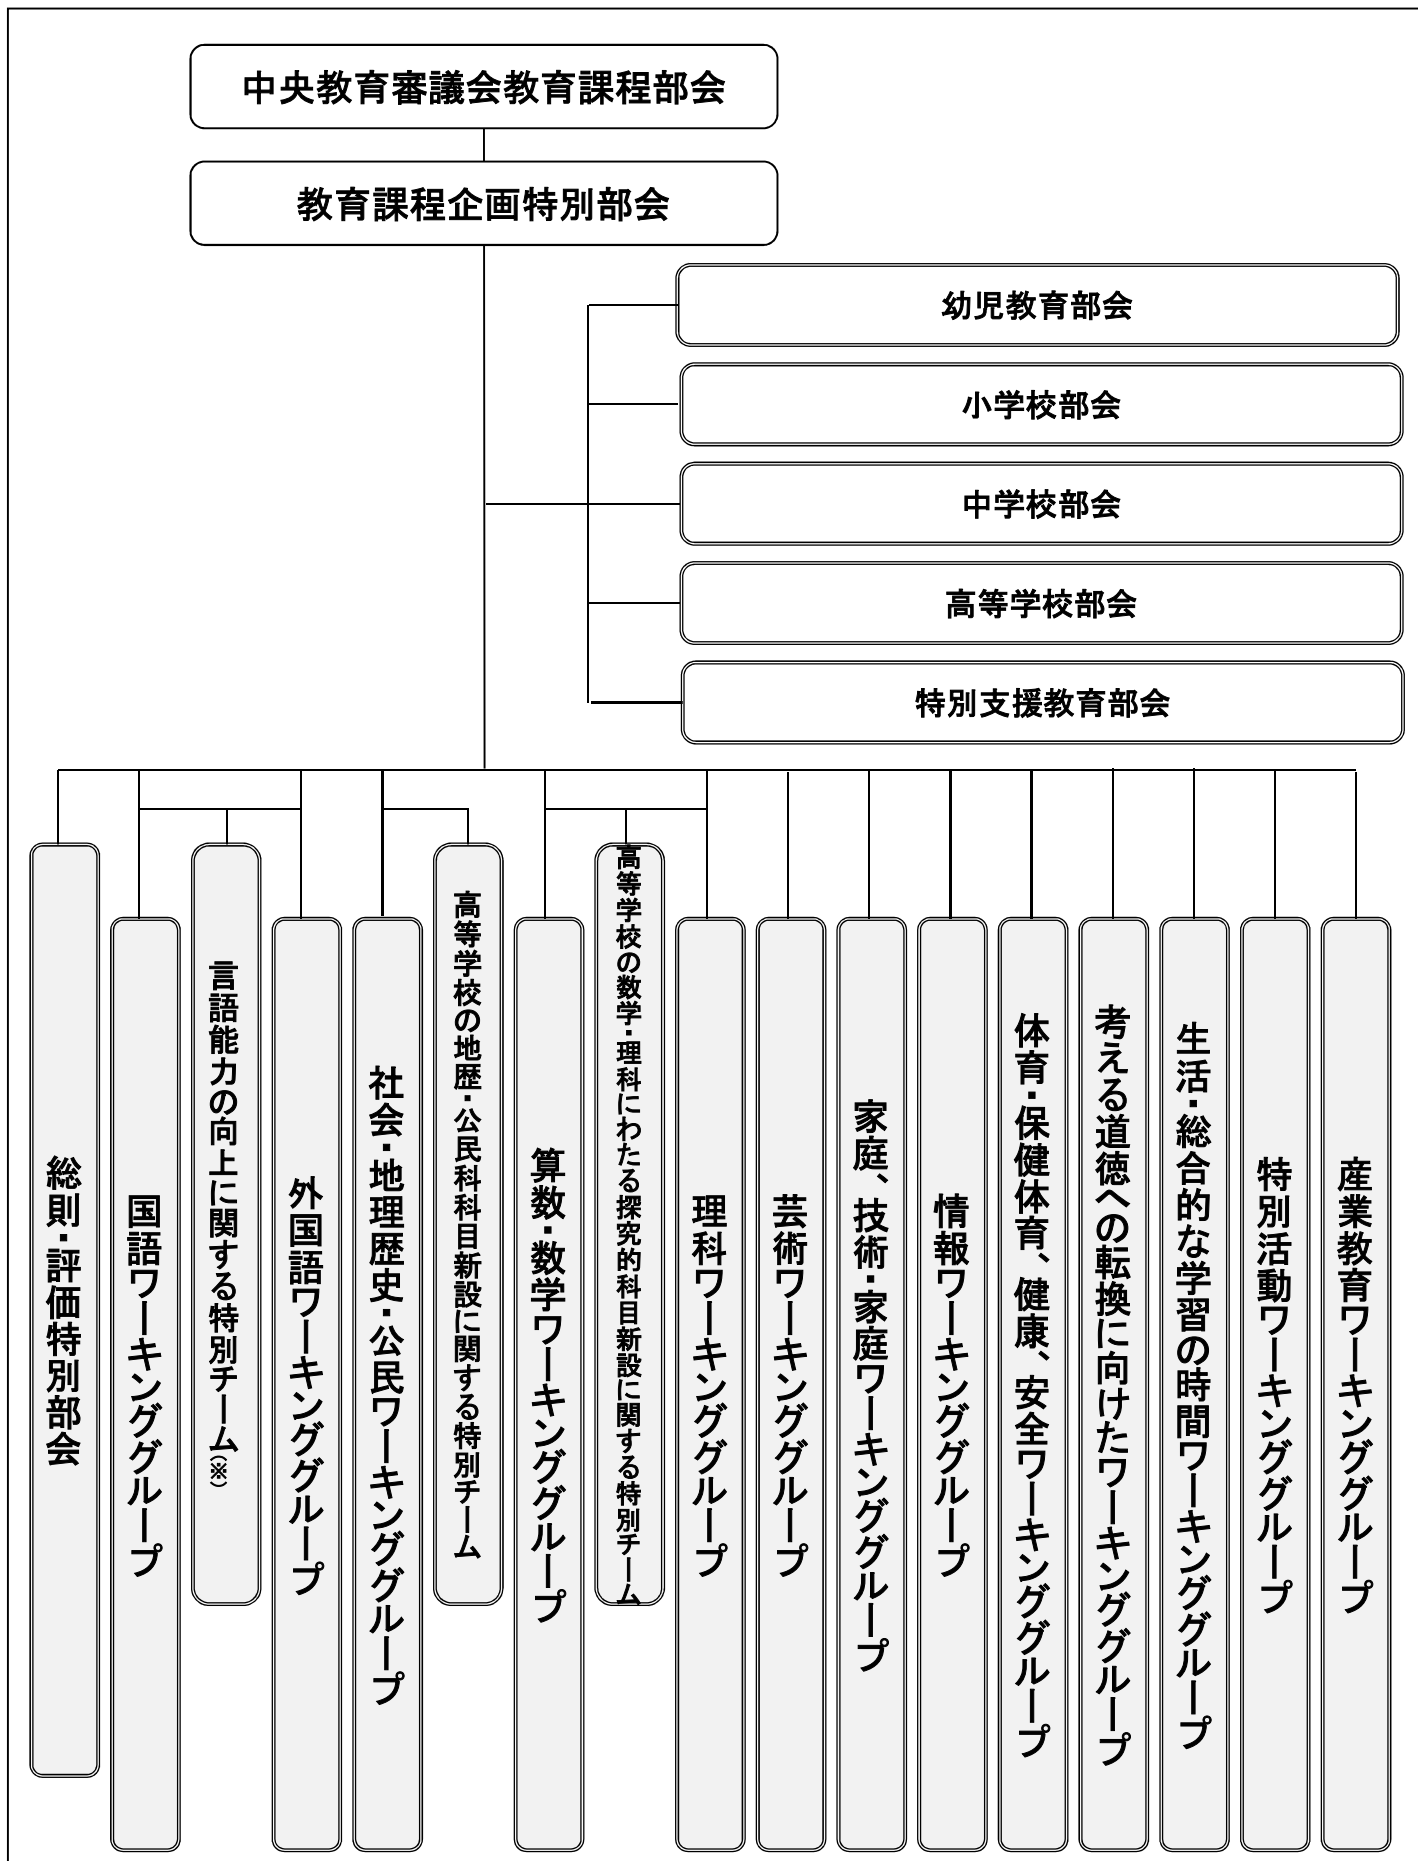 中央教育審議会教育課程部会
教育課程企画特別部会
幼児教育部会
小学校部会
中学校部会
高等学校部会
特別支援教育部会
総則・評価特別部会
国語ワーキンググループ
言語能力の向上に関する特別チーム(※)
外国語ワーキンググループ
社会・地理歴史・公民ワーキンググループ
高等学校の地歴・公民科科目新設に関する特別チーム
算数・数学ワーキンググループ
高等学校の数学・理科にわたる探究的科目新設に関する特別チーム
理科ワーキンググループ
芸術ワーキンググループ
家庭、技術・家庭ワーキンググループ
情報ワーキンググループ
体育・保健体育、健康、安全ワーキンググループ
考える道徳への転換に向けたワーキンググループ
生活・総合的な学習の時間ワーキンググループ
特別活動ワーキンググループ
産業教育ワーキンググループ